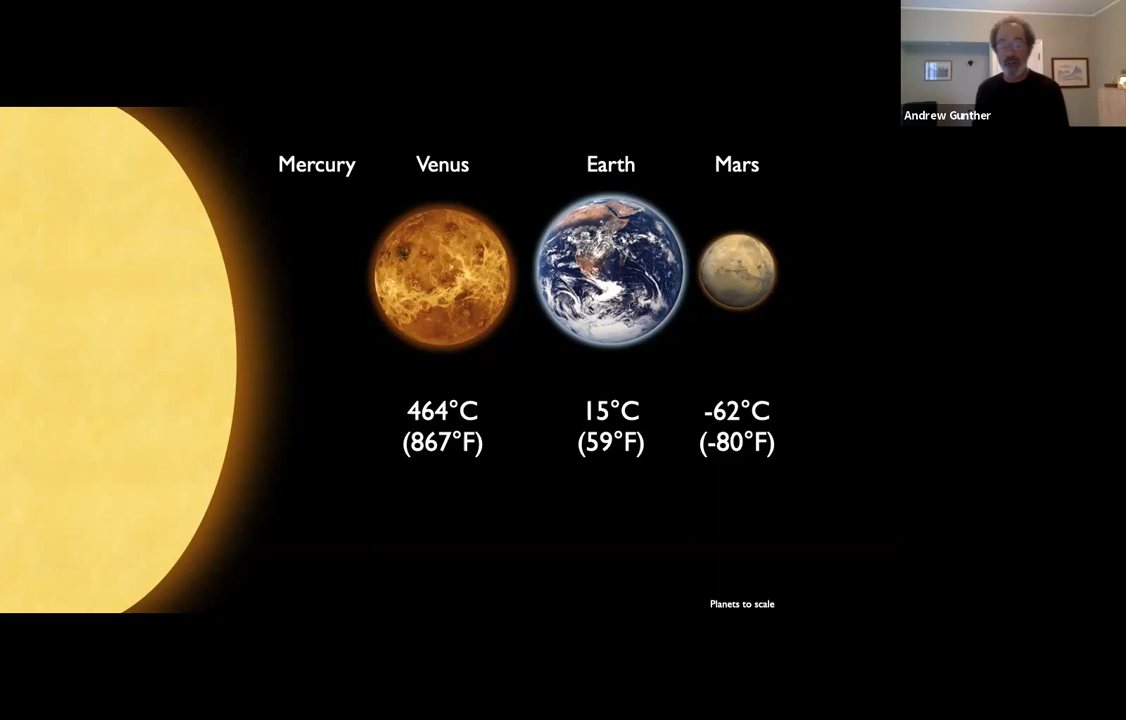 Andrew Gunther
Mercury Venus Earth Mars
464°C 15°C -62°C
(867°F) (59°F) (-80°F)
Planets to scale